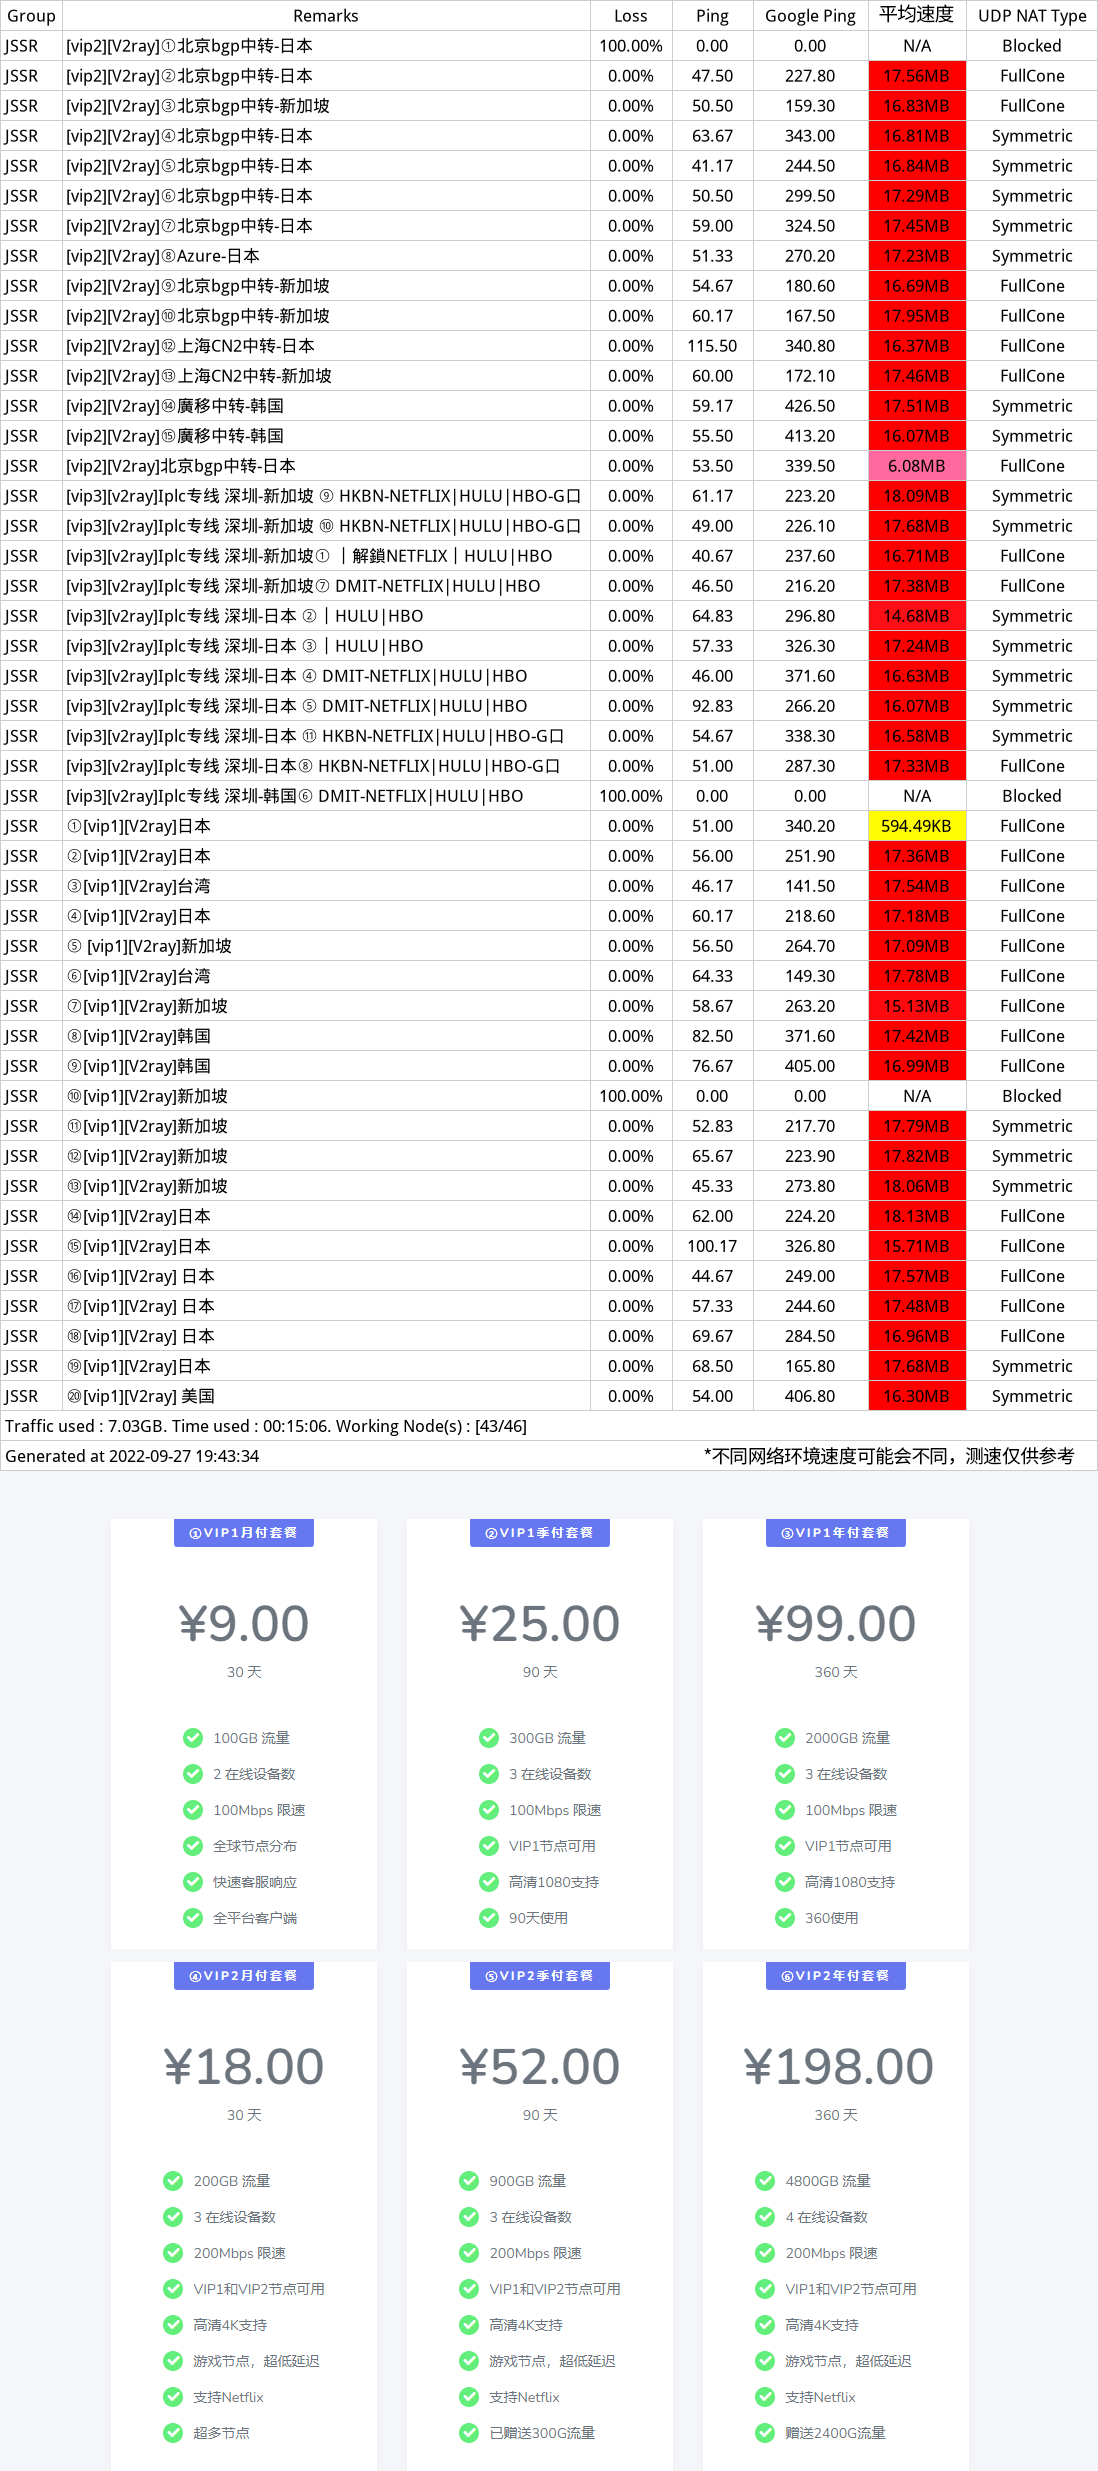 Group Remarks Loss Ping Google Ping 平均速度 UDP NAT Type
JSSR [vip2][V2ray]①北京bgp中转-日本 100.00% 0.00 0.00 N/A Blocked
JSSR [vip2][V2ray]②北京bgp中转-日本 0.00% 47.50 227.80 17.56MB FullCone
JSSR [vip2][V2ray]③北京bgp中转-新加坡 0.00% 50.50 159.30 16.83MB FullCone
JSSR [vip2][V2ray]④北京bgp中转-日本 0.00% 63.67 343.00 16.81MB Symmetric
JSSR [vip2][V2ray]⑤北京bgp中转-日本 0.00% 41.17 244.50 16.84MB Symmetric
JSSR [vip2][V2ray]⑥北京bgp中转-日本 0.00% 50.50 299.50 17.29MB Symmetric
JSSR [vip2][V2ray]⑦北京bgp中转-日本 0.00% 59.00 324.50 17.45MB Symmetric
JSSR [vip2][V2ray]⑧Azure-日本 0.00% 51.33 270.20 17.23MB Symmetric
JSSR [vip2][V2ray]⑨北京bgp中转-新加坡 0.00% 54.67 180.60 16.69MB FullCone
JSSR [vip2][V2ray]⑩北京bgp中转-新加坡 0.00% 60.17 167.50 17.95MB FullCone
JSSR [vip2][V2ray]⑫上海CN2中转-日本 0.00% 115.50 340.80 16.37MB FullCone
JSSR [vip2][V2ray]⑬上海CN2中转-新加坡 0.00% 60.00 172.10 17.46MB FullCone
JSSR [vip2][V2ray]⑭廣移中转-韩国 0.00% 59.17 426.50 17.51MB Symmetric
JSSR [vip2][V2ray]⑮廣移中转-韩国 0.00% 55.50 413.20 16.07MB Symmetric
JSSR [vip2][V2ray]北京bgp中转-日本 0.00% 53.50 339.50 6.08MB FullCone
JSSR [vip3][v2ray]Iplc专线 深圳-新加坡 ⑨ HKBN-NETFLIX|HULU|HBO-G口 0.00% 61.17 223.20 18.09MB Symmetric
JSSR [vip3][v2ray]Iplc专线 深圳-新加坡 ⑩ HKBN-NETFLIX|HULU|HBO-G口 0.00% 49.00 226.10 17.68MB Symmetric
JSSR [vip3][v2ray]Iplc专线 深圳-新加坡① | 解鎖NETFLIX | HULU|HBO 0.00% 40.67 237.60 16.71MB FullCone
JSSR [vip3][v2ray]Iplc专线 深圳-新加坡⑦ DMIT-NETFLIX|HULU|HBO 0.00% 46.50 216.20 17.38MB FullCone
JSSR [vip3][v2ray]Iplc专线 深圳-日本 ② | HULU|HBO 0.00% 64.83 296.80 14.68MB Symmetric
JSSR [vip3][v2ray]Iplc专线 深圳-日本 ③ | HULU|HBO 0.00% 57.33 326.30 17.24MB Symmetric
JSSR [vip3][v2ray]Iplc专线 深圳-日本 ④ DMIT-NETFLIX|HULU|HBO 0.00% 46.00 371.60 16.63MB Symmetric
JSSR [vip3][v2ray]Iplc专线 深圳-日本 ⑤ DMIT-NETFLIX|HULU|HBO 0.00% 92.83 266.20 16.07MB Symmetric
JSSR [vip3][v2ray]Iplc专线 深圳-日本 ⑪ HKBN-NETFLIX|HULU|HBO-G口 0.00% 54.67 338.30 16.58MB Symmetric
JSSR [vip3][v2ray]Iplc专线 深圳-日本⑧ HKBN-NETFLIX|HULU|HBO-G口 0.00% 51.00 287.30 17.33MB FullCone
JSSR [vip3][v2ray]Iplc专线 深圳-韩国⑥ DMIT-NETFLIX|HULU|HBO 100.00% 0.00 0.00 N/A Blocked
JSSR ①[vip1][V2ray]日本 0.00% 51.00 340.20 594.49KB FullCone
JSSR ②[vip1][V2ray]日本 0.00% 56.00 251.90 17.36MB FullCone
JSSR ③[vip1][V2ray]台湾 0.00% 46.17 141.50 17.54MB FullCone
JSSR ④[vip1][V2ray]日本 0.00% 60.17 218.60 17.18MB FullCone
JSSR ⑤ [vip1][V2ray]新加坡 0.00% 56.50 264.70 17.09MB FullCone
JSSR ⑥[vip1][V2ray]台湾 0.00% 64.33 149.30 17.78MB FullCone
JSSR ⑦[vip1][V2ray]新加坡 0.00% 58.67 263.20 15.13MB FullCone
JSSR ⑧[vip1][V2ray]韩国 0.00% 82.50 371.60 17.42MB FullCone
JSSR ⑨[vip1][V2ray]韩国 0.00% 76.67 405.00 16.99MB FullCone
JSSR ⑩[vip1][V2ray]新加坡 100.00% 0.00 0.00 N/A Blocked
JSSR ⑪[vip1][V2ray]新加坡 0.00% 52.83 217.70 17.79MB Symmetric
JSSR ⑫[vip1][V2ray]新加坡 0.00% 65.67 223.90 17.82MB Symmetric
JSSR ⑬[vip1][V2ray]新加坡 0.00% 45.33 273.80 18.06MB Symmetric
JSSR ⑭[vip1][V2ray]日本 0.00% 62.00 224.20 18.13MB FullCone
JSSR ⑮[vip1][V2ray]日本 0.00% 100.17 326.80 15.71MB FullCone
JSSR ⑯[vip1][V2ray] 日本 0.00% 44.67 249.00 17.57MB FullCone
JSSR ⑰[vip1][V2ray] 日本 0.00% 57.33 244.60 17.48MB FullCone
JSSR ⑱[vip1][V2ray] 日本 0.00% 69.67 284.50 16.96MB FullCone
JSSR ⑲[vip1][V2ray]日本 0.00% 68.50 165.80 17.68MB Symmetric
JSSR ⑳[vip1][V2ray] 美国 0.00% 54.00 406.80 16.30MB Symmetric
Traffic used : 7.03GB. Time used : 00:15:06. Working Node(s) : [43/46]
Generated at 2022-09-27 19:43:34 *不同网络环境速度可能会不同，测速仅供参考
①VIP1月付套餐 ②VIP1季付套餐 ③VIP1年付套餐
¥9.00 ¥25.00 ¥99.00
30 天 90 天 360 天
100GB 流量 300GB 流量 2000GB 流量
2 在线设备数 3 在线设备数 3 在线设备数
100Mbps 限速 100Mbps 限速 100Mbps 限速
全球节点分布 VIP1节点可用 VIP1节点可用
快速客服响应 高清1080支持 高清1080支持
全平台客户端 90天使用 360使用
④VIP2月付套餐 ⑤VIP2季付套餐 ⑥VIP2年付套餐
¥18.00 ¥52.00 ¥198.00
30 天 90 天 360 天
200GB 流量 900GB 流量 4800GB 流量
3 在线设备数 3 在线设备数 4 在线设备数
200Mbps 限速 200Mbps 限速 200Mbps 限速
VIP1和VIP2节点可用 VIP1和VIP2节点可用 VIP1和VIP2节点可用
高清4K支持 高清4K支持 高清4K支持
游戏节点，超低延迟 游戏节点，超低延迟 游戏节点，超低延迟
支持Netflix 支持Netflix 支持Netflix
超多节点 已赠送300G流量 赠送2400G流量